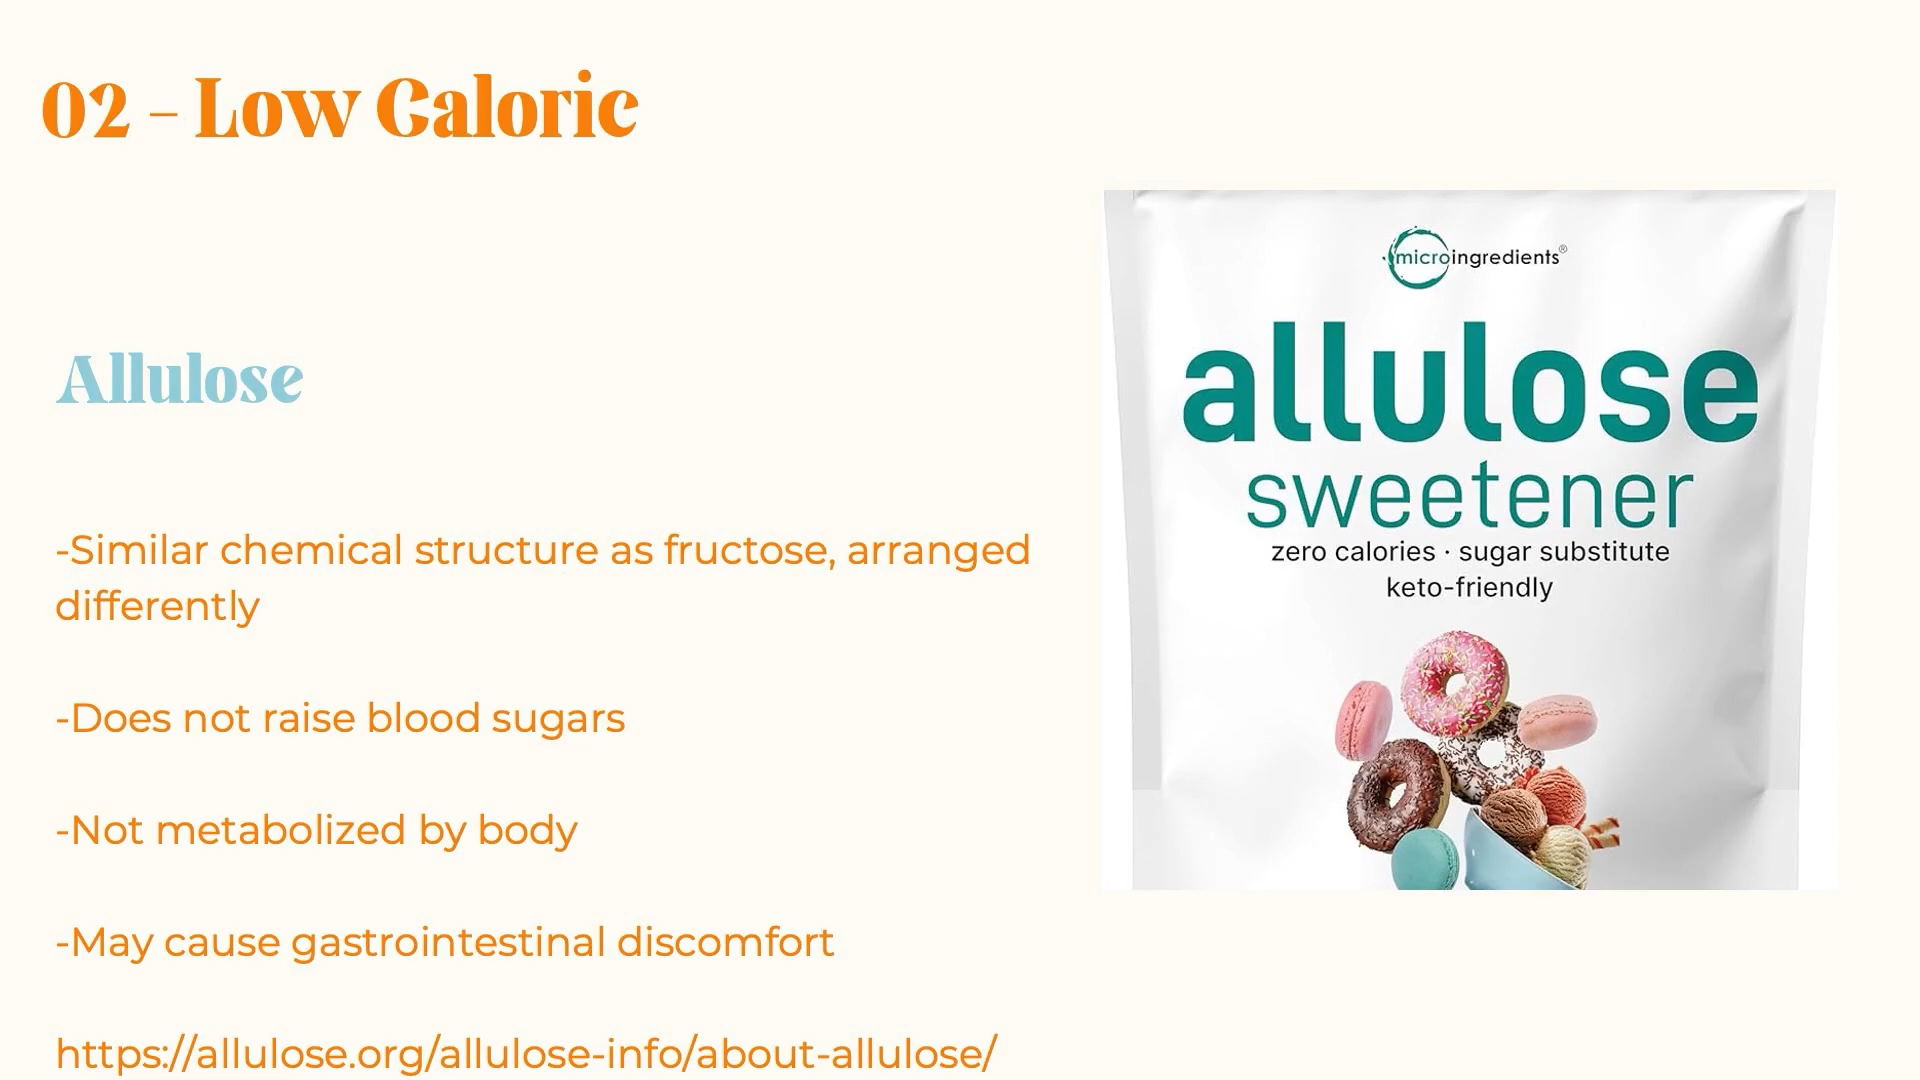 02 - Low Caloric
Allulose
-Similar chemical structure as fructose, arranged
differently
-Does not raise blood sugars
-Not metabolized by body
-May cause gastrointestinal discomfort
https://allulose.org/allulose-info/about-allulose/
microingredients®
allulose
sweetener
zero calories · sugar substitute
keto-friendly